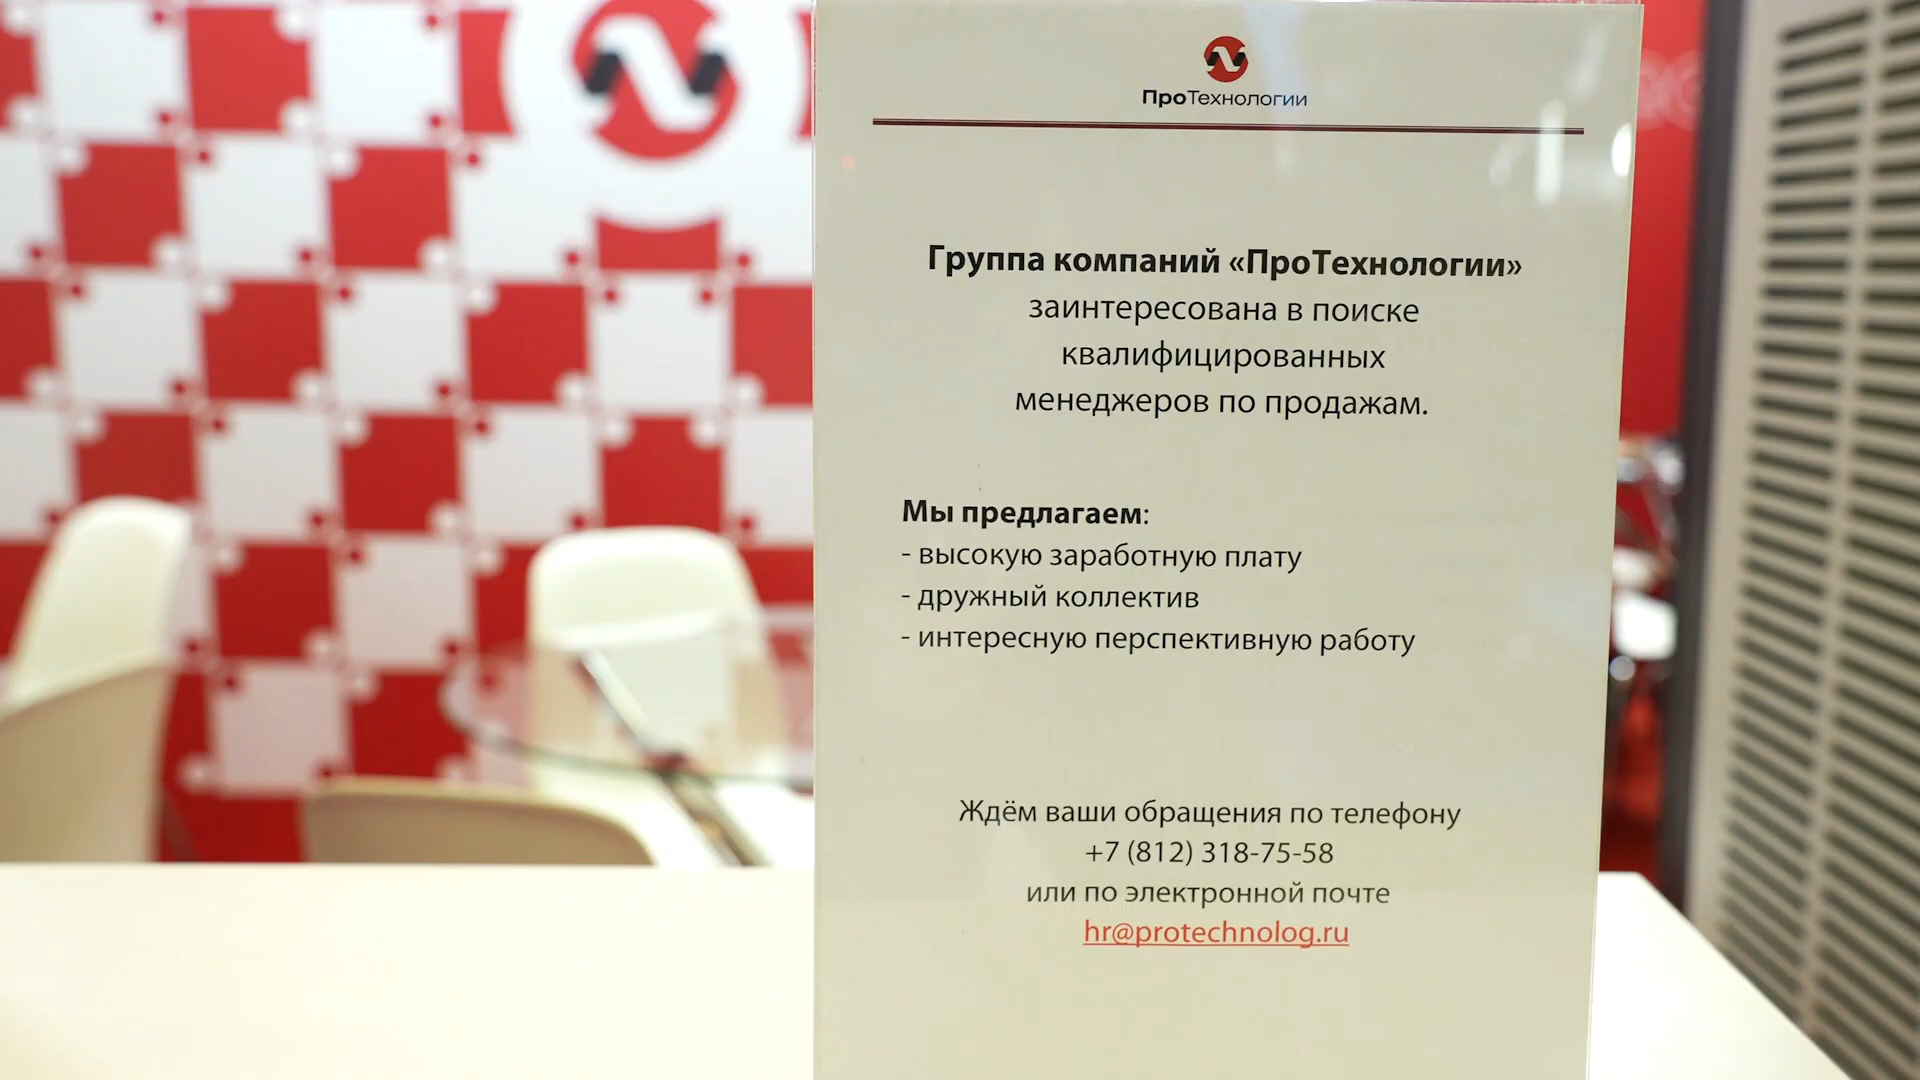 ПроТехнологии
Группа компаний «ПроТехнологии»
заинтересована в поиске
квалифицированных
менеджеров по продажам.
Мы предлагаем:
- высокую заработную плату
- дружный коллектив
- интересную перспективную работу
Ждём ваши обращения по телефону
+7 (812) 318-75-58
или по электронной почте
hr@protechnolog.ru